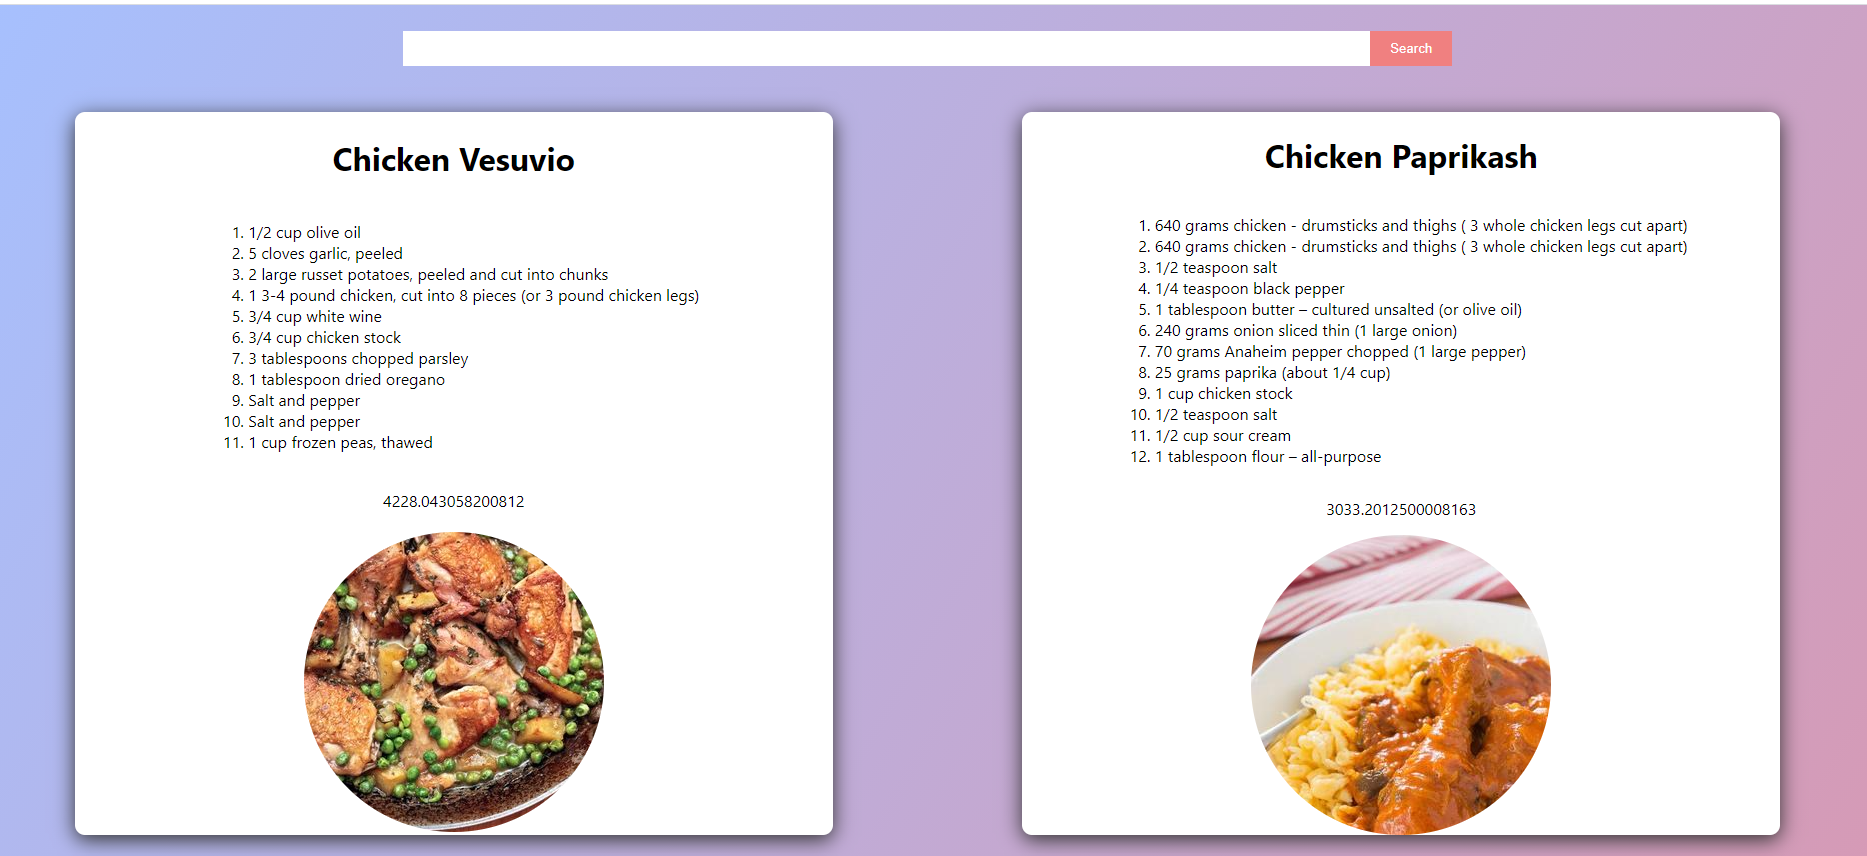 Search
Chicken Vesuvio
1. 1/2 cup olive oil
2. 5 cloves garlic, peeled
3. 2 large russet potatoes, peeled and cut into chunks
4. 1 3-4 pound chicken, cut into 8 pieces (or 3 pound chicken legs)
5. 3/4 cup white wine
6. 3/4 cup chicken stock
7. 3 tablespoons chopped parsley
8. 1 tablespoon dried oregano
9. Salt and pepper
10. Salt and pepper
11. 1 cup frozen peas, thawed
4228.043058200812
Chicken Paprikash
1. 640 grams chicken - drumsticks and thighs ( 3 whole chicken legs cut apart)
2. 640 grams chicken - drumsticks and thighs ( 3 whole chicken legs cut apart)
3. 1/2 teaspoon salt
4. 1/4 teaspoon black pepper
5. 1 tablespoon butter – cultured unsalted (or olive oil)
6. 240 grams onion sliced thin (1 large onion)
7. 70 grams Anaheim pepper chopped (1 large pepper)
8. 25 grams paprika (about 1/4 cup)
9. 1 cup chicken stock
10. 1/2 teaspoon salt
11. 1/2 cup sour cream
12. 1 tablespoon flour – all-purpose
3033.2012500008163